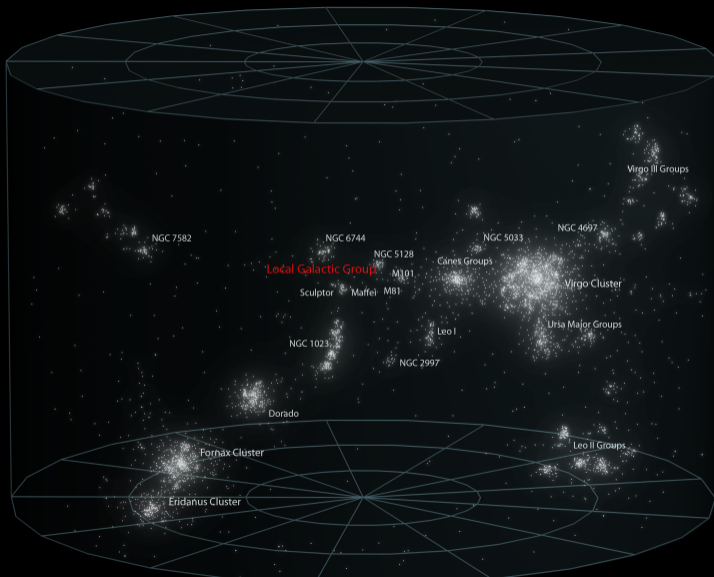 Virgo III Groups
NGC 7582
NGC 6744
NGC 5033
NGC 4697
NGC 5128
Canes Groups
Local Galactic Group
M101
Virgo Cluster
Sculptor
Maffei
M81
Ursa Major Groups
Leo I
NGC 1023
NGC 2997
Dorado
Leo II Groups
Fornax Cluster
Eridanus Cluster